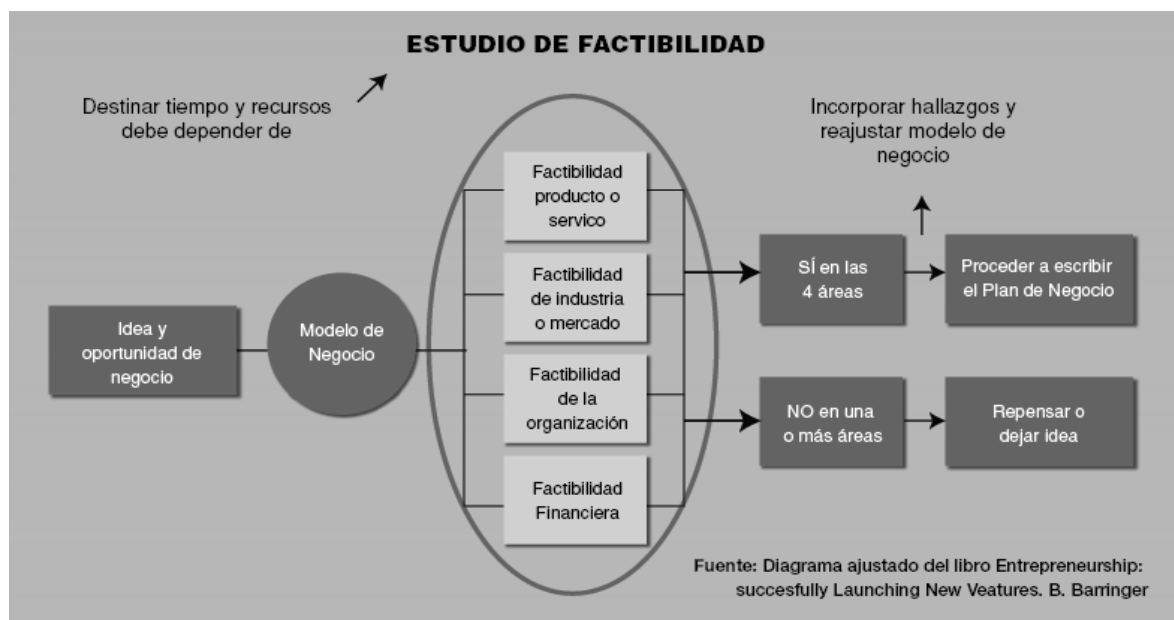 ESTUDIO DE FACTIBILIDAD
Destinar tiempo y recursos
debe depender de
Incorporar hallazgos y
reajustar modelo de
negocio
Idea y
oportunidad de
negocio
Modelo de
Negocio
Factibilidad
producto o
servico
Factibilidad
de industria
o mercado
Factibilidad
de la
organización
Factibilidad
Financiera
SÍ en las
4 áreas
Proceder a escribir
el Plan de Negocio
NO en una
o más áreas
Repensar o
dejar idea
Fuente: Diagrama ajustado del libro Entrepreneurship:
succesfully Launching New Veatures. B. Barringer